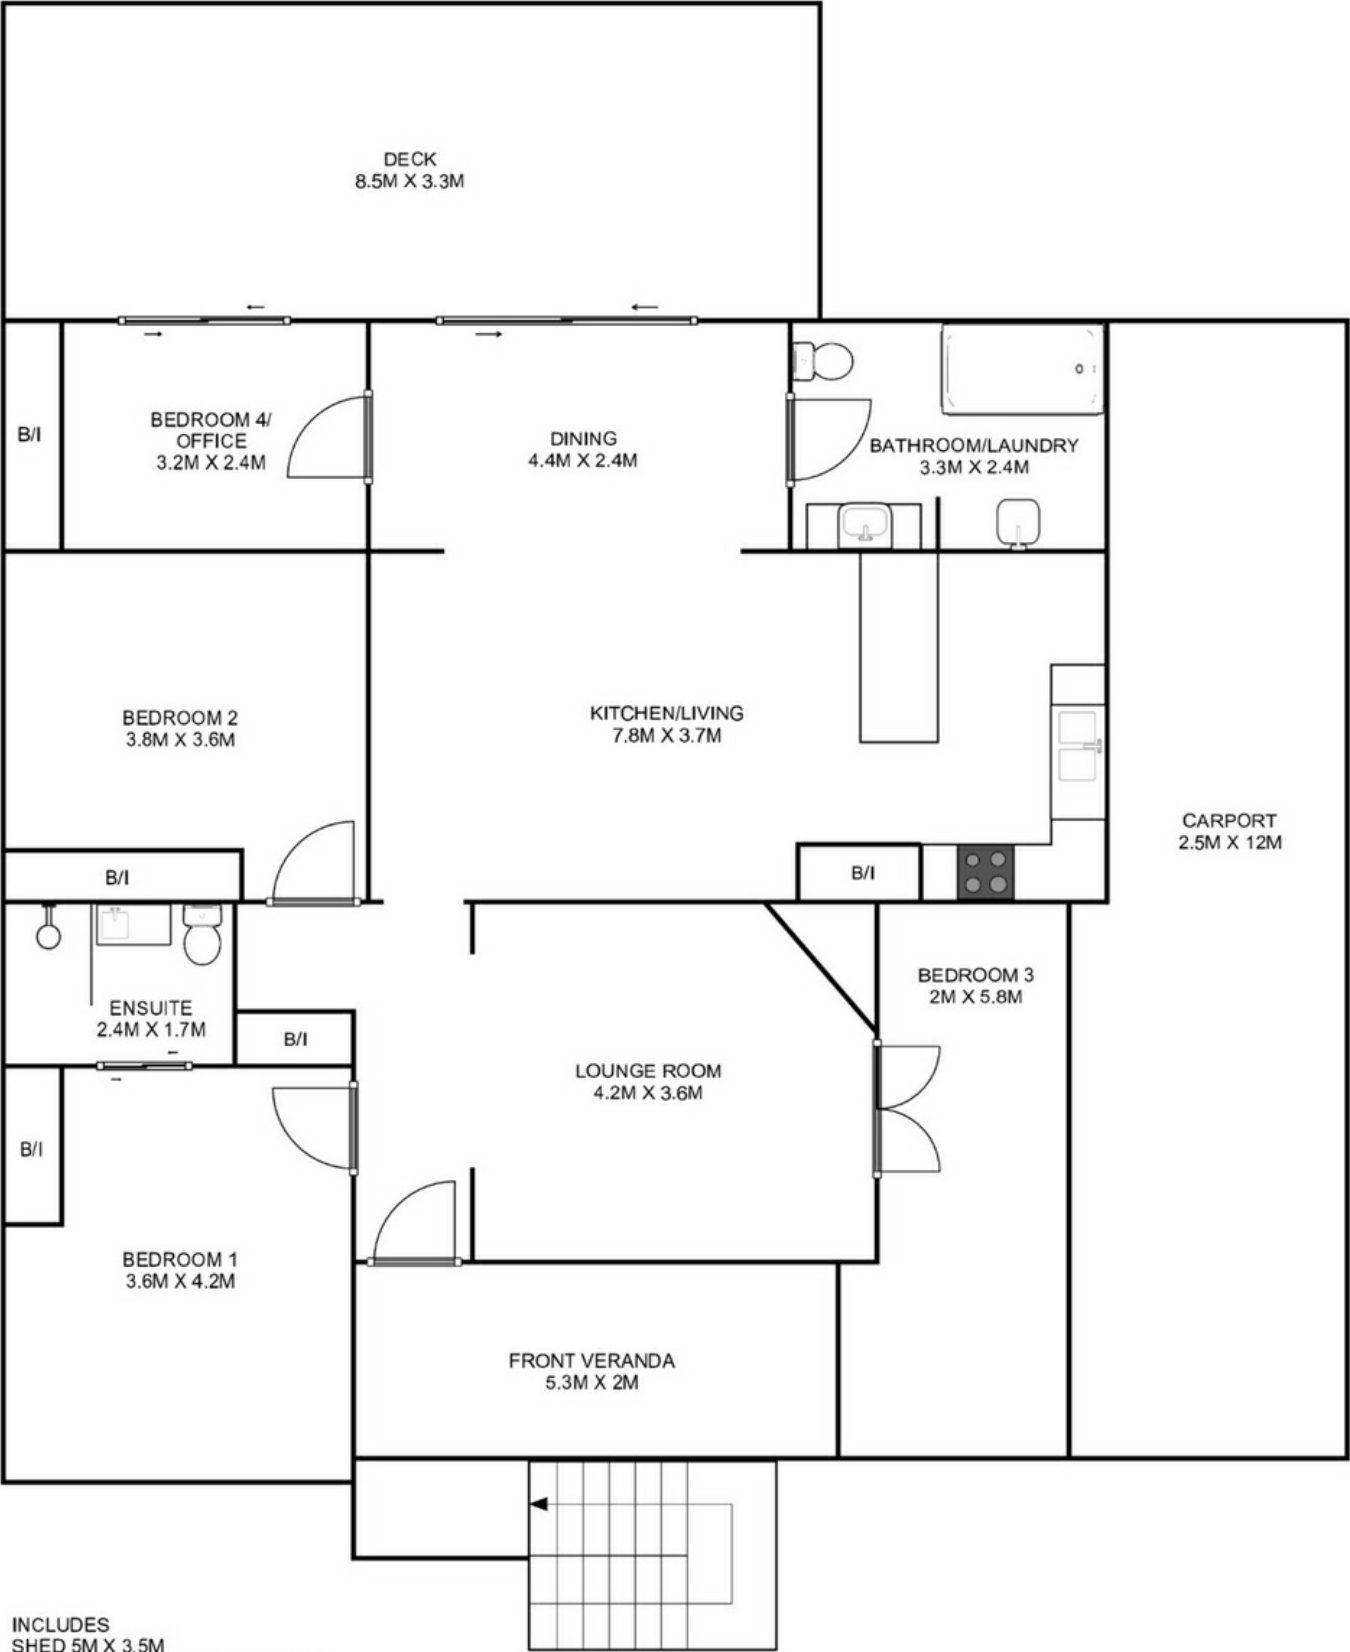 DECK
8.5M X 3.3M
B/I
BEDROOM 4/
OFFICE
3.2M X 2.4M
DINING
4.4M X 2.4M
BATHROOM/LAUNDRY
3.3M X 2.4M
BEDROOM 2
3.8M X 3.6M
KITCHEN/LIVING
7.8M X 3.7M
CARPORT
2.5M X 12M
B/I
B/I
ENSUITE
2.4M X 1.7M
B/I
BEDROOM 3
2M X 5.8M
LOUNGE ROOM
4.2M X 3.6M
B/I
BEDROOM 1
3.6M X 4.2M
FRONT VERANDA
5.3M X 2M
INCLUDES
SHED 5M X 3.5M